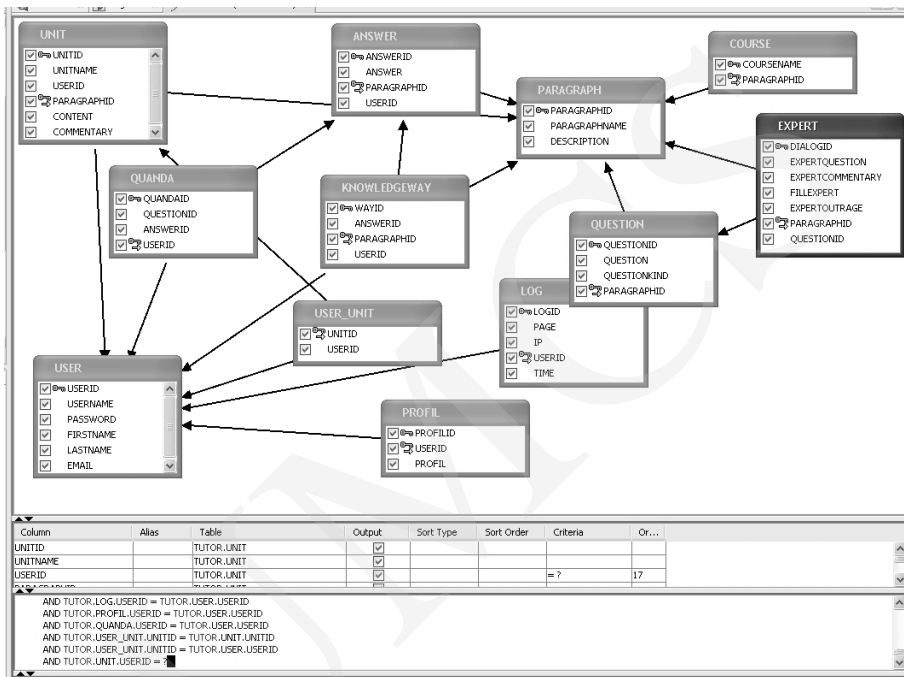 UNIT
UNITID
UNITNAME
USERID
PARAGRAPHID
CONTENT
COMMENTARY
ANSWER
ANSWERID
ANSWER
PARAGRAPHID
USERID
COURSE
COURSENAME
PARAGRAPHID
PARAGRAPH
PARAGRAPHID
PARAGRAPHNAME
DESCRIPTION
EXPERT
DIALOGID
EXPERTQUESTION
EXPERTCOMMENTARY
FILLEXPERT
EXPERTOUTRAGE
PARAGRAPHID
QUESTIONID
QUANDA
QUANDAID
QUESTIONID
ANSWERID
USERID
KNOWLEDGEWAY
WAYID
ANSWERID
PARAGRAPHID
USERID
QUESTION
QUESTIONID
QUESTION
QUESTIONKIND
PARAGRAPHID
LOG
LOGID
PAGE
IP
USERID
TIME
USER_UNIT
UNITID
USERID
USER
USERID
USERNAME
PASSWORD
FIRSTNAME
LASTNAME
EMAIL
PROFIL
PROFILID
USERID
PROFIL
Column Alias Table Output Sort Type Sort Order Criteria Or...
UNITID TUTOR.UNIT
UNITNAME TUTOR.UNIT
USERID TUTOR.UNIT = ? 17
PARAGRAPHID TUTOR.UNIT
AND TUTOR.LOG.USERID = TUTOR.USER.USERID
AND TUTOR.PROFIL.USERID = TUTOR.USER.USERID
AND TUTOR.QUANDA.USERID = TUTOR.USER.USERID
AND TUTOR.USER_UNIT.UNITID = TUTOR.UNIT.UNITID
AND TUTOR.USER_UNIT.UNITID = TUTOR.USER.USERID
AND TUTOR.UNIT.USERID = ?
UMCS